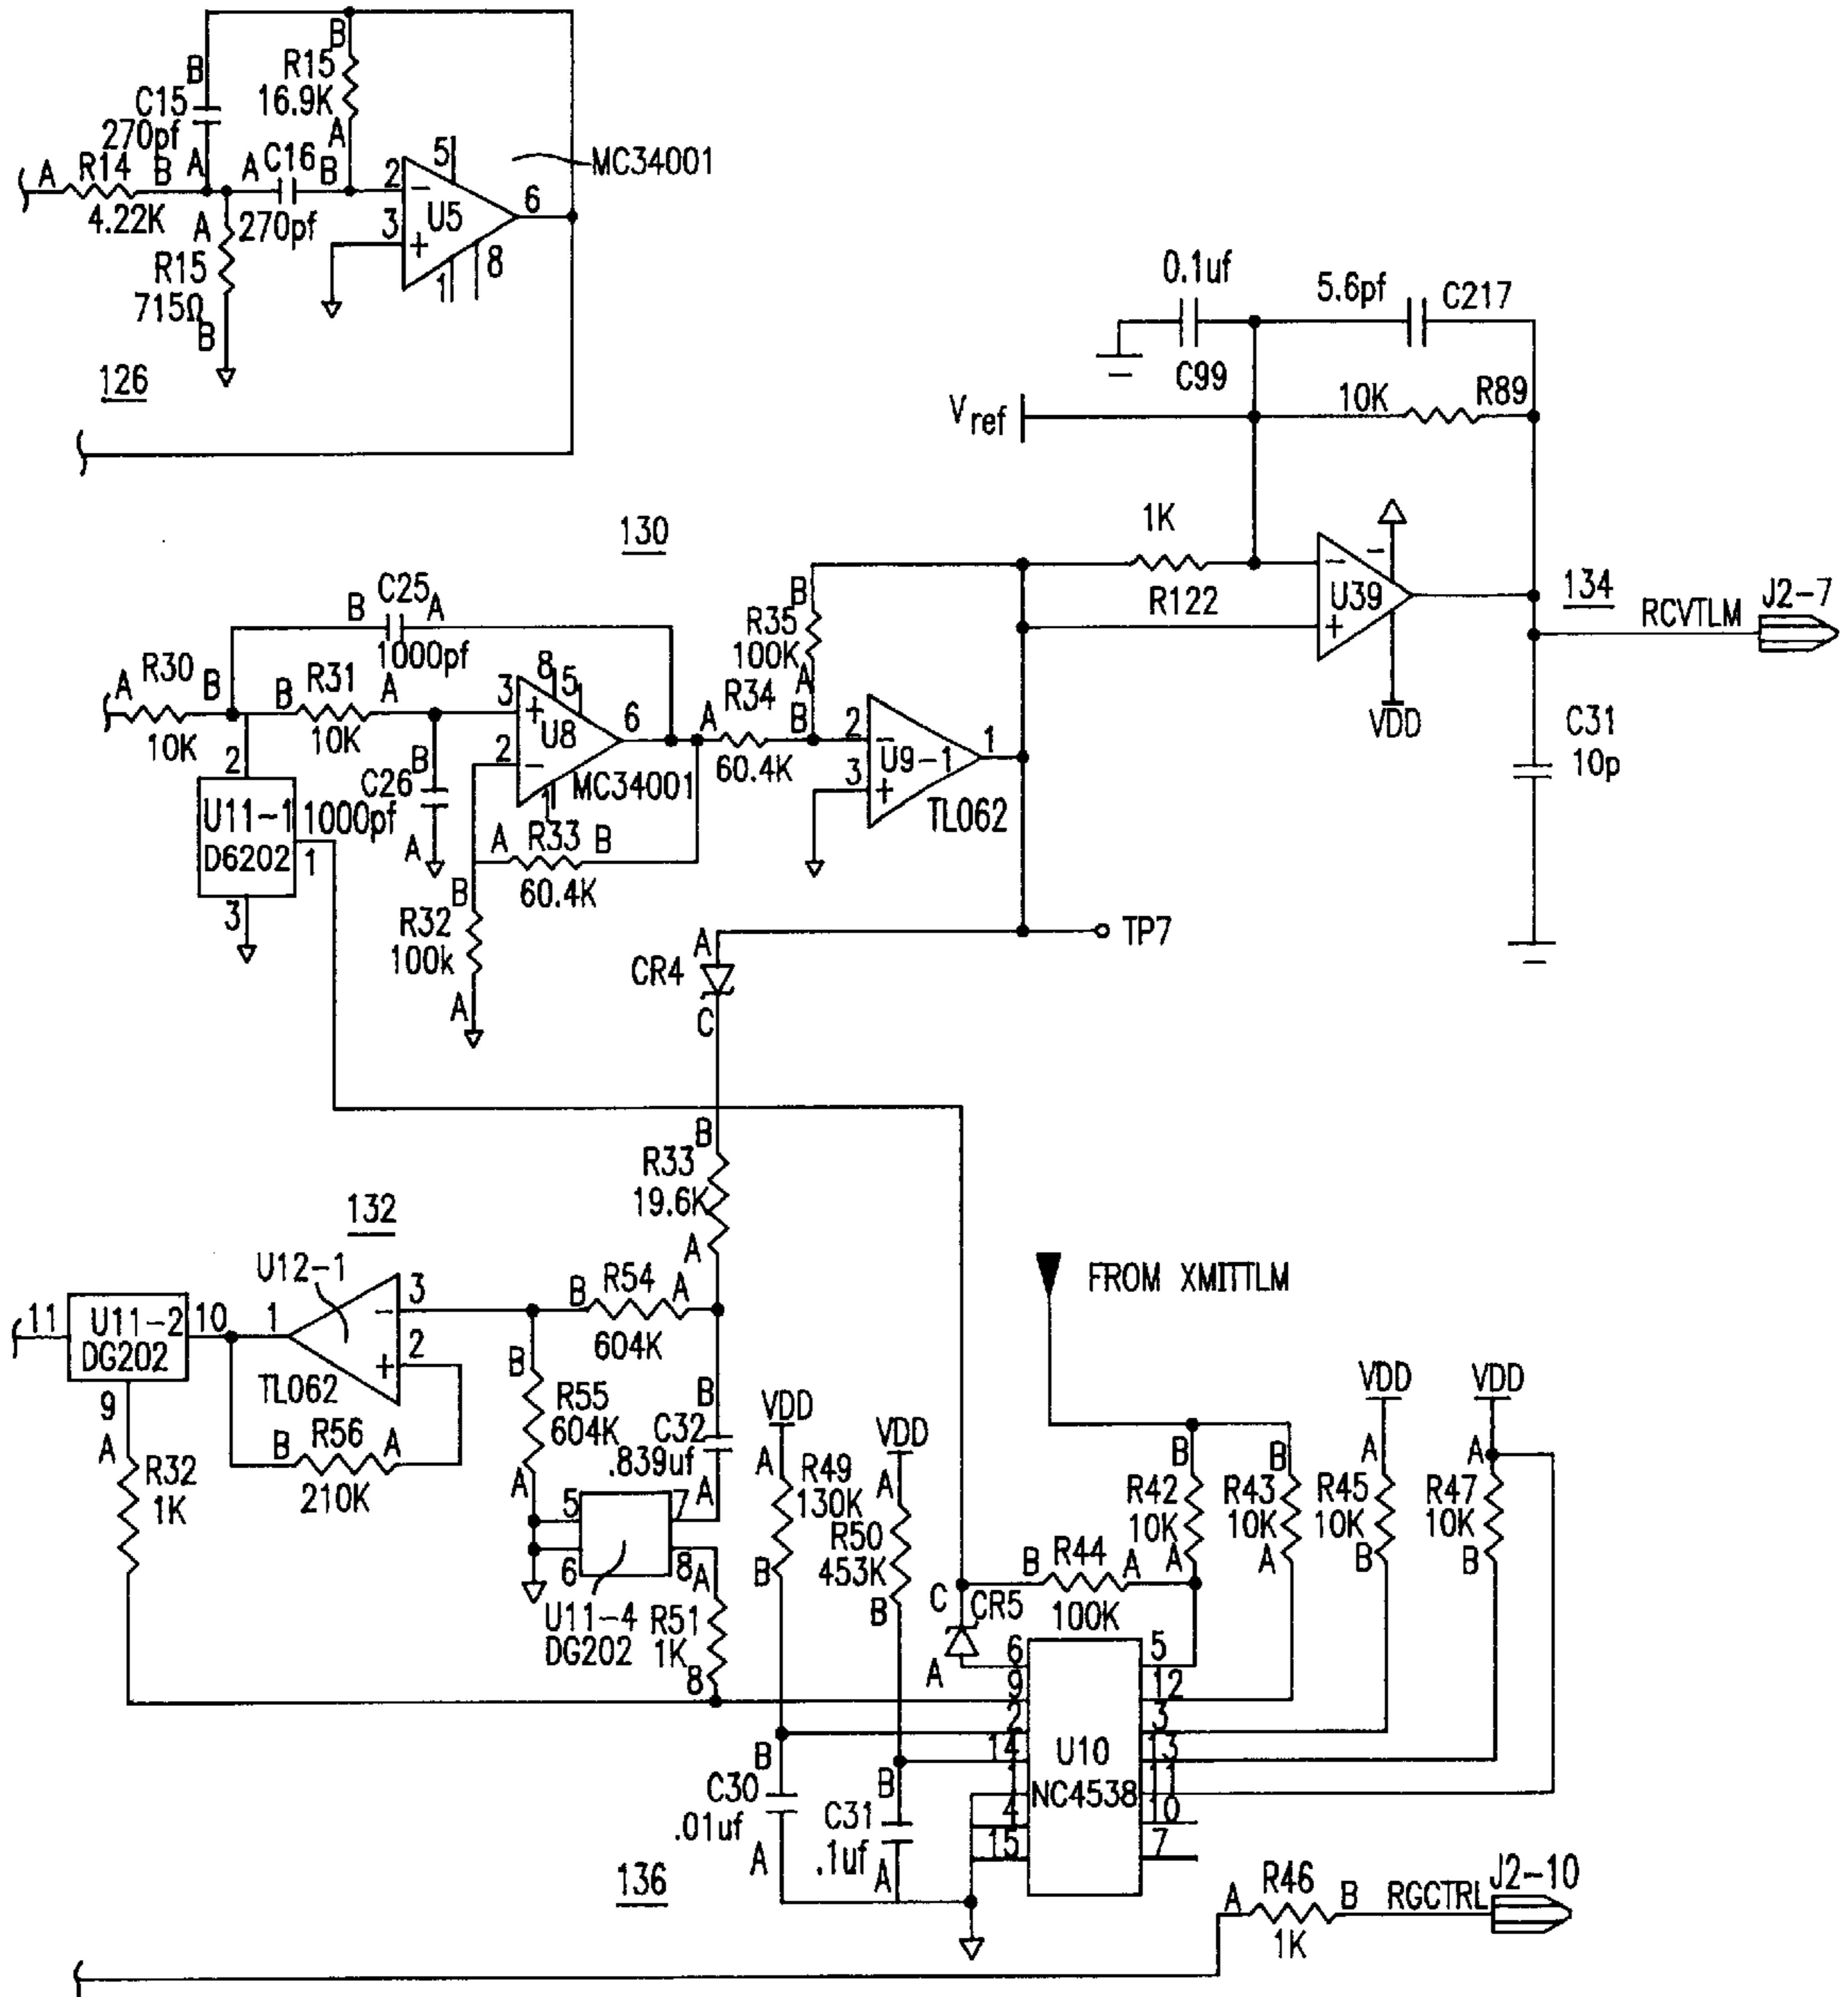 B
R15
16.9K
A
B
C15
270pf
A
A R14 B
4.22K
A C16 B
270pf
A
R15
715Ω
B
2
-
3
+
U5
5
6
1
8
MC34001
126
0.1uf
C99
5.6pf
C217
Vref
10K
R89
130
1K
R122
-
+
U39
-
VDD
134
RCVTLM
J2-7
C31
10p
B C25 A
1000pf
A R30 B
10K
B R31 A
10K
2
U11-1
D6202
1
3
B
C26
1000pf
A
3
+
2
-
U8
8
5
6
1
MC34001
A R33 B
60.4K
B
R32
100k
A
A R34 B
60.4K
B
R35
100K
A
2
-
3
+
U9-1
1
TL062
TP7
A
CR4
C
B
R33
19.6K
A
132
U12-1
3
-
2
+
1
TL062
11
U11-2
DG202
10
9
A
R32
1K
B R56 A
210K
B R54 A
604K
B
R55
604K
A
B
C32
.839uf
A
5
6
7
8
U11-4
DG202
A
R51
1K
8
VDD
A
R49
130K
B
VDD
A
R50
453K
B
FROM XMITTLM
B
R42
10K
A
B
R43
10K
A
VDD
A
R45
10K
B
VDD
A
R47
10K
B
B R44 A
100K
C
CR5
A
6
9
2
14
1
4
15
U10
NC4538
5
12
3
13
11
10
7
B
C30
.01uf
A
B
C31
.1uf
A
136
A R46 B
1K
RGCTRL
J2-10